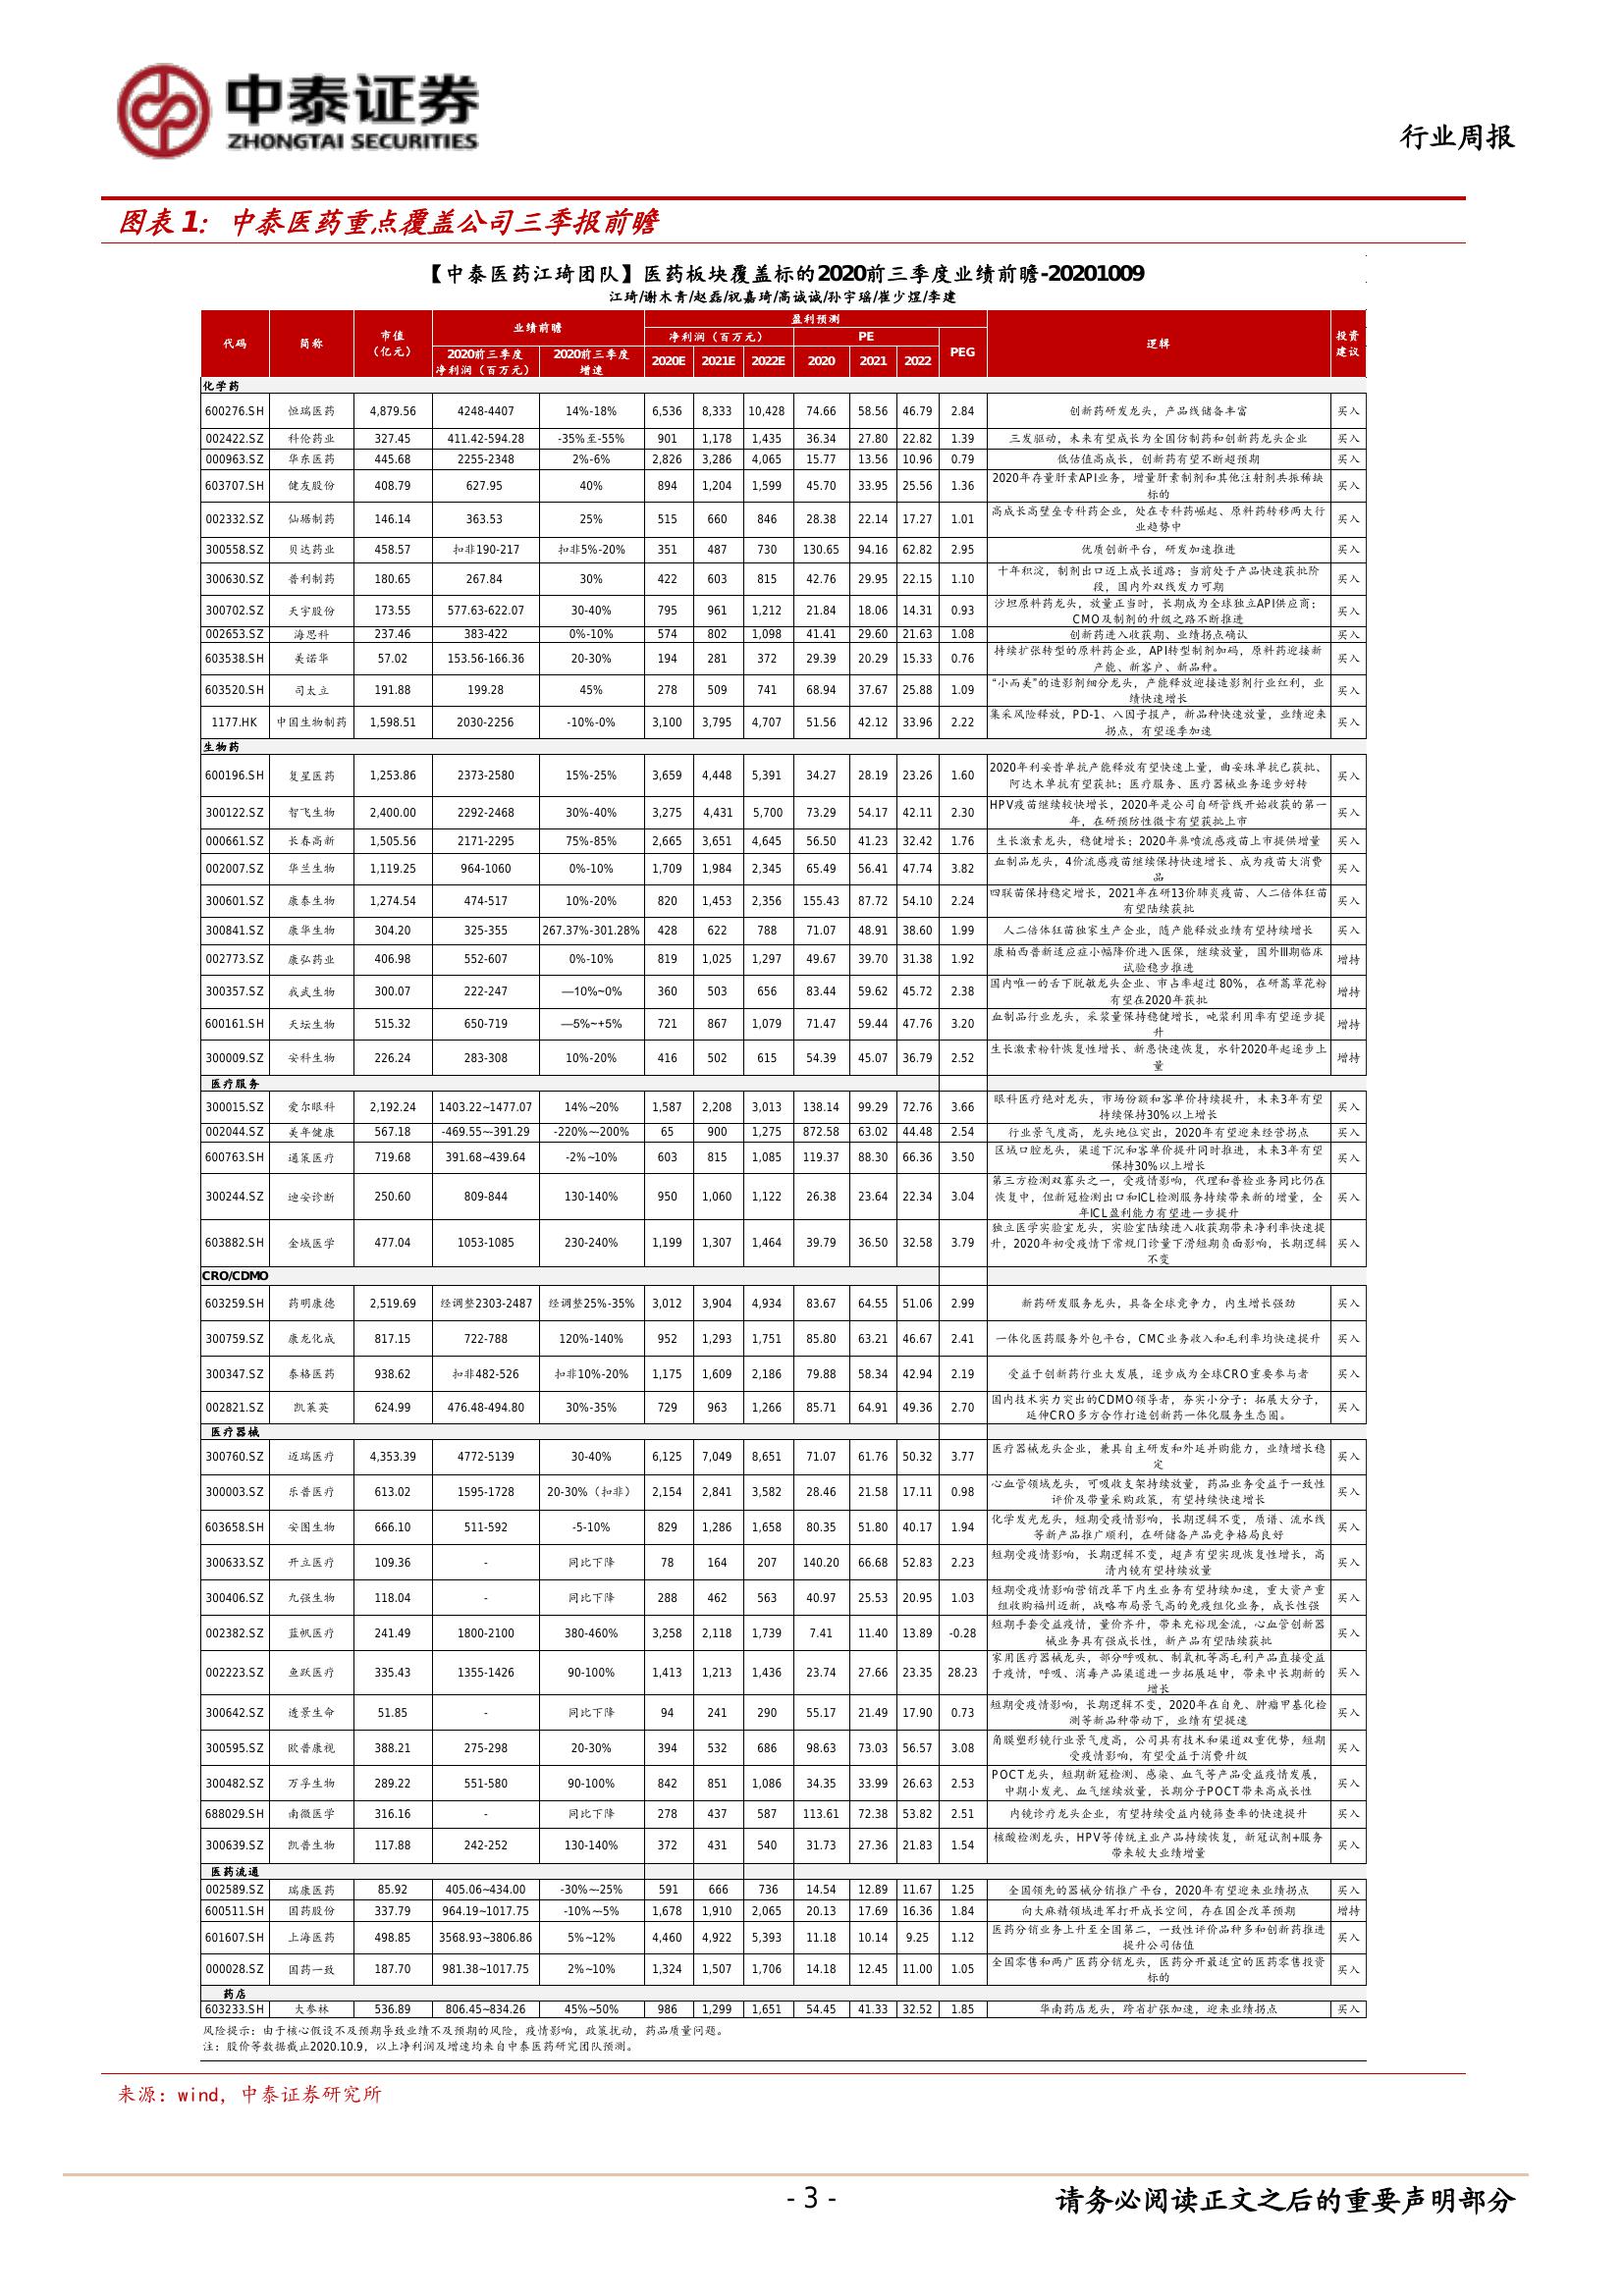 中泰证券
ZHONGTAI SECURITIES
行业周报
图表1：中泰医药重点覆盖公司三季报前瞻
【中泰医药江琦团队】医药板块覆盖标的2020前三季度业绩前瞻-20201009
江琦/谢木青/赵磊/祝嘉琦/高诚诚/孙宇瑶/崔少煜/李建
代码 简称 市值（亿元） 业绩前瞻 盈利预测 逻辑 投资建议
净利润（百万元） PE PEG
2020前三季度净利润（百万元） 2020前三季度增速 2020E 2021E 2022E 2020 2021 2022
化学药
600276.SH 恒瑞医药 4,879.56 4248-4407 14%-18% 6,536 8,333 10,428 74.66 58.56 46.79 2.84 创新药研发龙头，产品线储备丰富 买入
002422.SZ 科伦药业 327.45 411.42-594.28 -35%至-55% 901 1,178 1,435 36.34 27.80 22.82 1.39 三发驱动，未来有望成长为全国仿制药和创新药龙头企业 买入
000963.SZ 华东医药 445.68 2255-2348 2%-6% 2,826 3,286 4,065 15.77 13.56 10.96 0.79 低估值高成长，创新药有望不断超预期 买入
603707.SH 健友股份 408.79 627.95 40% 894 1,204 1,599 45.70 33.95 25.56 1.36 2020年存量肝素API业务，增量肝素制剂和其他注射剂共振稀缺标的 买入
002332.SZ 仙琚制药 146.14 363.53 25% 515 660 846 28.38 22.14 17.27 1.01 高成长高壁垒专科药企业，处在专科药崛起、原料药转移两大行业趋势中 买入
300558.SZ 贝达药业 458.57 扣非190-217 扣非5%-20% 351 487 730 130.65 94.16 62.82 2.95 优质创新平台，研发加速推进 买入
300630.SZ 普利制药 180.65 267.84 30% 422 603 815 42.76 29.95 22.15 1.10 十年积淀，制剂出口迈上成长道路；当前处于产品快速获批阶段，国内外双线发力可期 买入
300702.SZ 天宇股份 173.55 577.63-622.07 30-40% 795 961 1,212 21.84 18.06 14.31 0.93 沙坦原料药龙头，放量正当时，长期成为全球独立API供应商；CMO及制剂的升级之路不断推进 买入
002653.SZ 海思科 237.46 383-422 0%-10% 574 802 1,098 41.41 29.60 21.63 1.08 创新药进入收获期、业绩拐点确认 买入
603538.SH 美诺华 57.02 153.56-166.36 20-30% 194 281 372 29.39 20.29 15.33 0.76 持续扩张转型的原料药企业，API转型制剂加码，原料药迎接新产能、新客户、新品种。 买入
603520.SH 司太立 191.88 199.28 45% 278 509 741 68.94 37.67 25.88 1.09 “小而美”的造影剂细分龙头，产能释放迎接造影剂行业红利，业绩快速增长 买入
1177.HK 中国生物制药 1,598.51 2030-2256 -10%-0% 3,100 3,795 4,707 51.56 42.12 33.96 2.22 集采风险释放，PD-1、八因子报产，新品种快速放量，业绩迎来拐点，有望逐季加速 买入
生物药
600196.SH 复星医药 1,253.86 2373-2580 15%-25% 3,659 4,448 5,391 34.27 28.19 23.26 1.60 2020年利妥昔单抗产能释放有望快速上量，曲妥珠单抗已获批、阿达木单抗有望获批；医疗服务、医疗器械业务逐步好转 买入
300122.SZ 智飞生物 2,400.00 2292-2468 30%-40% 3,275 4,431 5,700 73.29 54.17 42.11 2.30 HPV疫苗继续较快增长，2020年是公司自研管线开始收获的第一年，在研预防性微卡有望获批上市 买入
000661.SZ 长春高新 1,505.56 2171-2295 75%-85% 2,665 3,651 4,645 56.50 41.23 32.42 1.76 生长激素龙头，稳健增长；2020年鼻喷流感疫苗上市提供增量 买入
002007.SZ 华兰生物 1,119.25 964-1060 0%-10% 1,709 1,984 2,345 65.49 56.41 47.74 3.82 血制品龙头，4价流感疫苗继续保持快速增长、成为疫苗大消费品 买入
300601.SZ 康泰生物 1,274.54 474-517 10%-20% 820 1,453 2,356 155.43 87.72 54.10 2.24 四联苗保持稳定增长，2021年在研13价肺炎疫苗、人二倍体狂苗有望陆续获批 买入
300841.SZ 康华生物 304.20 325-355 267.37%-301.28% 428 622 788 71.07 48.91 38.60 1.99 人二倍体狂苗独家生产企业，随产能释放业绩有望持续增长 买入
002773.SZ 康弘药业 406.98 552-607 0%-10% 819 1,025 1,297 49.67 39.70 31.38 1.92 康柏西普新适应症小幅降价进入医保，继续放量，国外III期临床试验稳步推进 增持
300357.SZ 我武生物 300.07 222-247 —10%~0% 360 503 656 83.44 59.62 45.72 2.38 国内唯一的舌下脱敏龙头企业、市占率超过 80%，在研蒿草花粉有望在2020年获批 增持
600161.SH 天坛生物 515.32 650-719 —5%~+5% 721 867 1,079 71.47 59.44 47.76 3.20 血制品行业龙头，采浆量保持稳健增长，吨浆利用率有望逐步提升 增持
300009.SZ 安科生物 226.24 283-308 10%-20% 416 502 615 54.39 45.07 36.79 2.52 生长激素粉针恢复性增长、新患快速恢复，水针2020年起逐步上量 增持
医疗服务
300015.SZ 爱尔眼科 2,192.24 1403.22~1477.07 14%~20% 1,587 2,208 3,013 138.14 99.29 72.76 3.66 眼科医疗绝对龙头，市场份额和客单价持续提升，未来3年有望持续保持30%以上增长 买入
002044.SZ 美年健康 567.18 -469.55~-391.29 -220%~-200% 65 900 1,275 872.58 63.02 44.48 2.54 行业景气度高，龙头地位突出，2020年有望迎来经营拐点 买入
600763.SH 通策医疗 719.68 391.68~439.64 -2%~10% 603 815 1,085 119.37 88.30 66.36 3.50 区域口腔龙头，渠道下沉和客单价提升同时推进，未来3年有望保持30%以上增长 买入
300244.SZ 迪安诊断 250.60 809-844 130-140% 950 1,060 1,122 26.38 23.64 22.34 3.04 第三方检测双寡头之一，受疫情影响，代理和普检业务同比仍在恢复中，但新冠检测出口和ICL检测服务持续带来新的增量，全年ICL盈利能力有望进一步提升 买入
603882.SH 金域医学 477.04 1053-1085 230-240% 1,199 1,307 1,464 39.79 36.50 32.58 3.79 独立医学实验室龙头，实验室陆续进入收获期带来净利率快速提升，2020年初受疫情下常规门诊量下滑短期负面影响，长期逻辑不变 买入
CRO/CDMO
603259.SH 药明康德 2,519.69 经调整2303-2487 经调整25%-35% 3,012 3,904 4,934 83.67 64.55 51.06 2.99 新药研发服务龙头，具备全球竞争力，内生增长强劲 买入
300759.SZ 康龙化成 817.15 722-788 120%-140% 952 1,293 1,751 85.80 63.21 46.67 2.41 一体化医药服务外包平台，CMC业务收入和毛利率均快速提升 买入
300347.SZ 泰格医药 938.62 扣非482-526 扣非10%-20% 1,175 1,609 2,186 79.88 58.34 42.94 2.19 受益于创新药行业大发展，逐步成为全球CRO重要参与者 买入
002821.SZ 凯莱英 624.99 476.48-494.80 30%-35% 729 963 1,266 85.71 64.91 49.36 2.70 国内技术实力突出的CDMO领导者，夯实小分子；拓展大分子，延伸CRO多方合作打造创新药一体化服务生态圈。 买入
医疗器械
300760.SZ 迈瑞医疗 4,353.39 4772-5139 30-40% 6,125 7,049 8,651 71.07 61.76 50.32 3.77 医疗器械龙头企业，兼具自主研发和外延并购能力，业绩增长稳定 买入
300003.SZ 乐普医疗 613.02 1595-1728 20-30%（扣非） 2,154 2,841 3,582 28.46 21.58 17.11 0.98 心血管领域龙头，可吸收支架持续放量，药品业务受益于一致性评价及带量采购政策，有望持续快速增长 买入
603658.SH 安图生物 666.10 511-592 -5-10% 829 1,286 1,658 80.35 51.80 40.17 1.94 化学发光龙头，短期受疫情影响，长期逻辑不变，质谱、流水线等新产品推广顺利，在研储备产品竞争格局良好 买入
300633.SZ 开立医疗 109.36 - 同比下降 78 164 207 140.20 66.68 52.83 2.23 短期受疫情影响，长期逻辑不变，超声有望实现恢复性增长，高清内镜有望持续放量 买入
300406.SZ 九强生物 118.04 - 同比下降 288 462 563 40.97 25.53 20.95 1.03 短期受疫情影响营销改革下内生业务有望持续加速，重大资产重组收购福州迈新，战略布局景气高的免疫组化业务，成长性强 买入
002382.SZ 蓝帆医疗 241.49 1800-2100 380-460% 3,258 2,118 1,739 7.41 11.40 13.89 -0.28 短期手套受益疫情，量价齐升，带来充裕现金流，心血管创新器械业务具有强成长性，新产品有望陆续获批 买入
002223.SZ 鱼跃医疗 335.43 1355-1426 90-100% 1,413 1,213 1,436 23.74 27.66 23.35 28.23 家用医疗器械龙头，部分呼吸机、制氧机等高毛利产品直接受益于疫情，呼吸、消毒产品渠道进一步拓展延申，带来中长期新的增长 买入
300642.SZ 透景生命 51.85 - 同比下降 94 241 290 55.17 21.49 17.90 0.73 短期受疫情影响，长期逻辑不变，2020年在自免、肿瘤甲基化检测等新品种带动下，业绩有望提速 买入
300595.SZ 欧普康视 388.21 275-298 20-30% 394 532 686 98.63 73.03 56.57 3.08 角膜塑形镜行业景气度高，公司具有技术和渠道双重优势，短期受疫情影响，有望受益于消费升级 买入
300482.SZ 万孚生物 289.22 551-580 90-100% 842 851 1,086 34.35 33.99 26.63 2.53 POCT龙头，短期新冠检测、感染、血气等产品受益疫情发展，中期小发光、血气继续放量，长期分子POCT带来高成长性 买入
688029.SH 南微医学 316.16 - 同比下降 278 437 587 113.61 72.38 53.82 2.51 内镜诊疗龙头企业，有望持续受益内镜筛查率的快速提升 买入
300639.SZ 凯普生物 117.88 242-252 130-140% 372 431 540 31.73 27.36 21.83 1.54 核酸检测龙头，HPV等传统主业产品持续恢复，新冠试剂+服务带来较大业绩增量 买入
医药流通
002589.SZ 瑞康医药 85.92 405.06~434.00 -30%~-25% 591 666 736 14.54 12.89 11.67 1.25 全国领先的器械分销推广平台，2020年有望迎来业绩拐点 买入
600511.SH 国药股份 337.79 964.19~1017.75 -10%~-5% 1,678 1,910 2,065 20.13 17.69 16.36 1.84 向大麻精领域进军打开成长空间，存在国企改革预期 增持
601607.SH 上海医药 498.85 3568.93~3806.86 5%~12% 4,460 4,922 5,393 11.18 10.14 9.25 1.12 医药分销业务上升至全国第二，一致性评价品种多和创新药推进提升公司估值 买入
000028.SZ 国药一致 187.70 981.38~1017.75 2%~10% 1,324 1,507 1,706 14.18 12.45 11.00 1.05 全国零售和两广医药分销龙头，医药分开最适宜的医药零售投资标的 买入
药店
603233.SH 大参林 536.89 806.45~834.26 45%~50% 986 1,299 1,651 54.45 41.33 32.52 1.85 华南药店龙头，跨省扩张加速，迎来业绩拐点 买入
风险提示：由于核心假设不及预期导致业绩不及预期的风险，疫情影响，政策扰动，药品质量问题。
注：股价等数据截止2020.10.9，以上净利润及增速均来自中泰医药研究团队预测。
来源：wind，中泰证券研究所
- 3 -
请务必阅读正文之后的重要声明部分